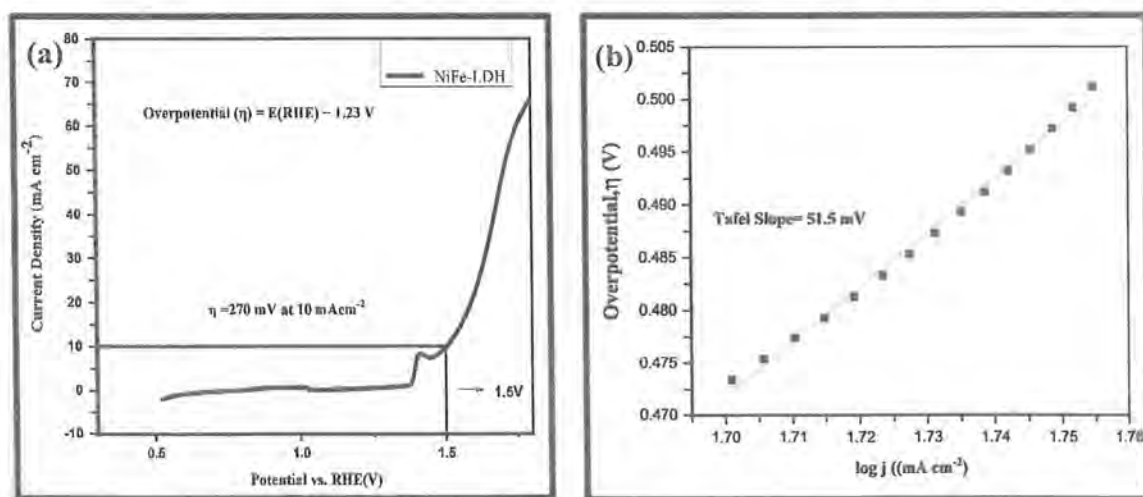 (a)
80
70
60
50
40
30
20
10
0
-10
Current Density (mA cm-2)
NiFe-LDH
Overpotential (η) = E(RHE) – 1.23 V
η =270 mV at 10 mAcm-2
1.5V
0.5
1.0
1.5
Potential vs. RHE(V)
(b)
0.505
0.500
0.495
0.490
0.485
0.480
0.475
0.470
Overpotential,η (V)
Tafel Slope= 51.5 mV
1.70
1.71
1.72
1.73
1.74
1.75
1.76
log j ((mA cm-2)